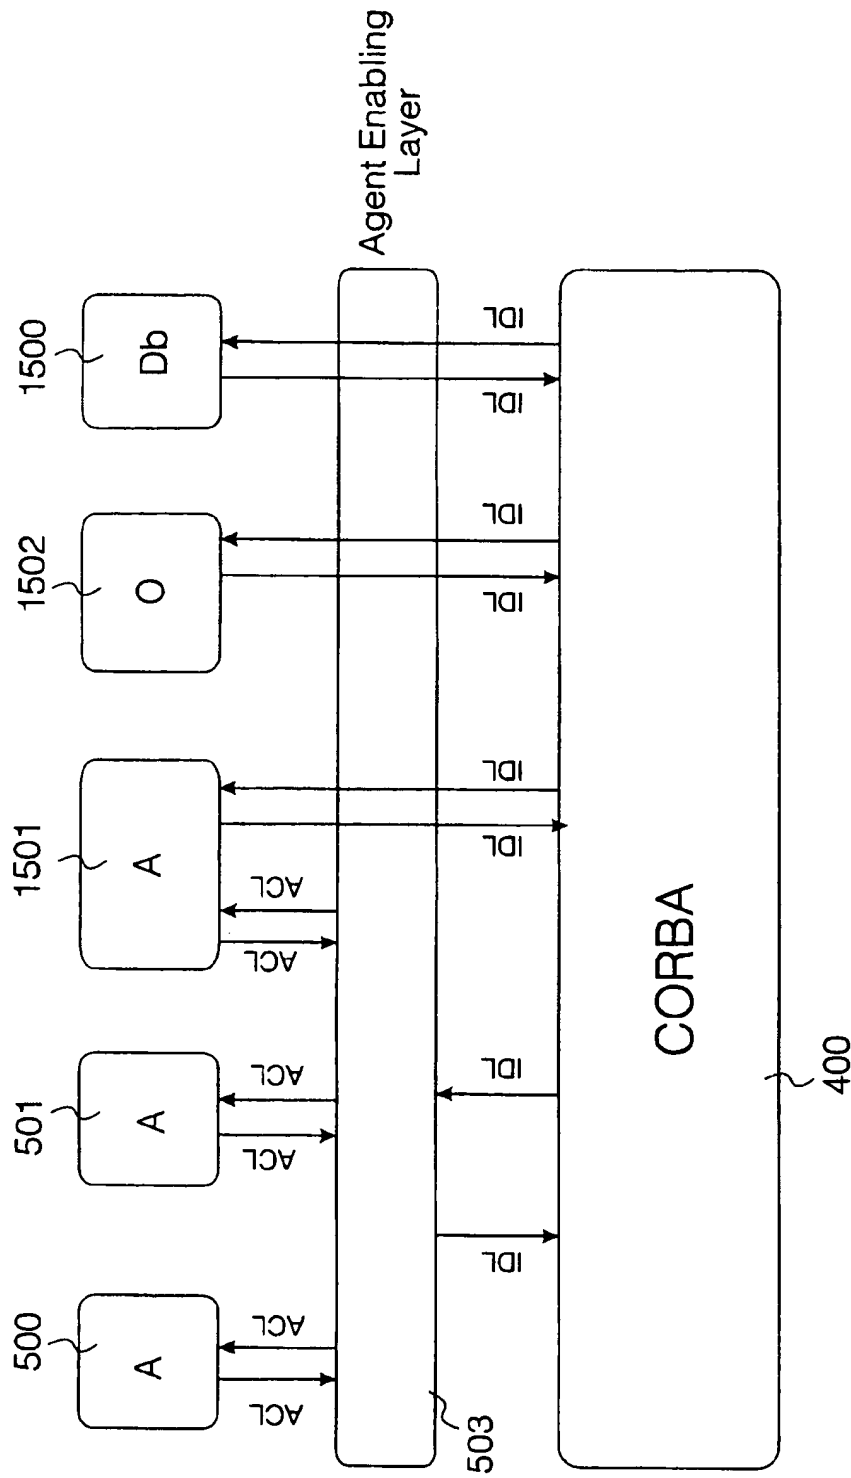 500
501
1501
1502
1500
A
A
A
O
Db
ACL
ACL
ACL
ACL
ACL
ACL
Agent Enabling
Layer
503
IDL
IDL
IDL
IDL
IDL
IDL
IDL
IDL
CORBA
400